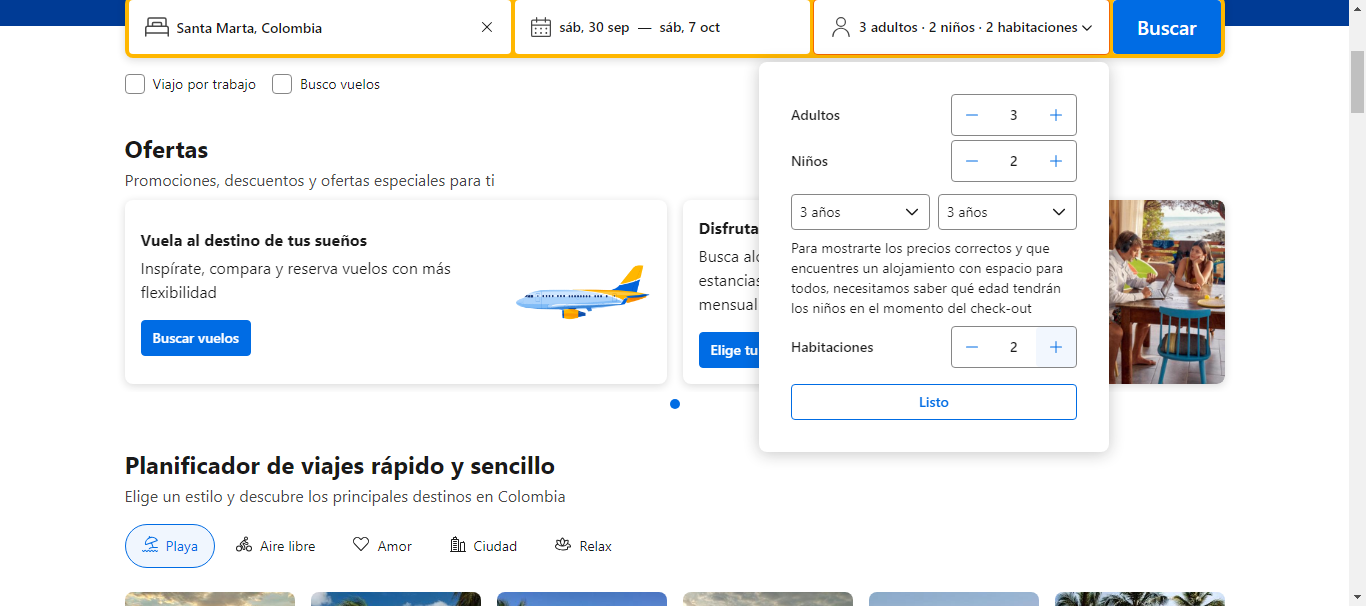 Santa Marta, Colombia
sáb, 30 sep — sáb, 7 oct
3 adultos · 2 niños · 2 habitaciones
Buscar
Viajo por trabajo
Busco vuelos
Adultos
3
Niños
2
3 años
3 años
Para mostrarte los precios correctos y que
encuentres un alojamiento con espacio para
todos, necesitamos saber qué edad tendrán
los niños en el momento del check-out
Habitaciones
2
Listo
Ofertas
Promociones, descuentos y ofertas especiales para ti
Vuela al destino de tus sueños
Inspírate, compara y reserva vuelos con más
flexibilidad
Buscar vuelos
Disfruta
Busca
estancias
mensual
Elige tu
Planificador de viajes rápido y sencillo
Elige un estilo y descubre los principales destinos en Colombia
Playa
Aire libre
Amor
Ciudad
Relax